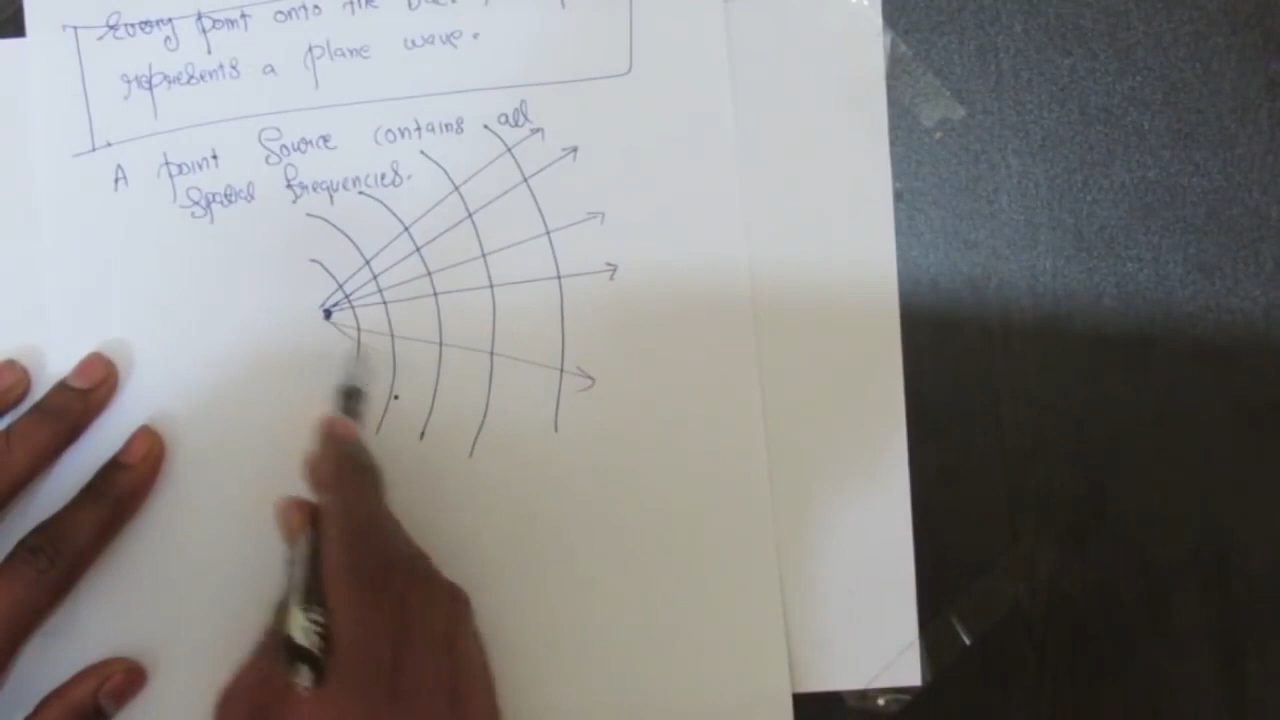 Every point onto the
represents a plane wave.
A point Source contains all
Spatial frequencies.